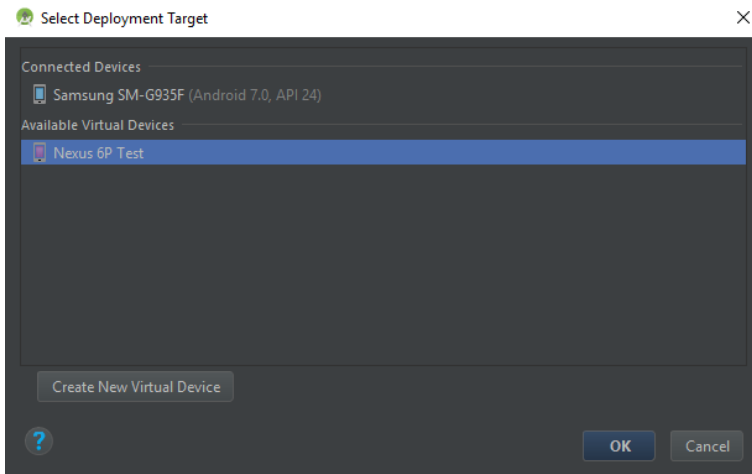 Select Deployment Target
Connected Devices
Samsung SM-G935F (Android 7.0, API 24)
Available Virtual Devices
Nexus 6P Test
Create New Virtual Device
?
OK Cancel